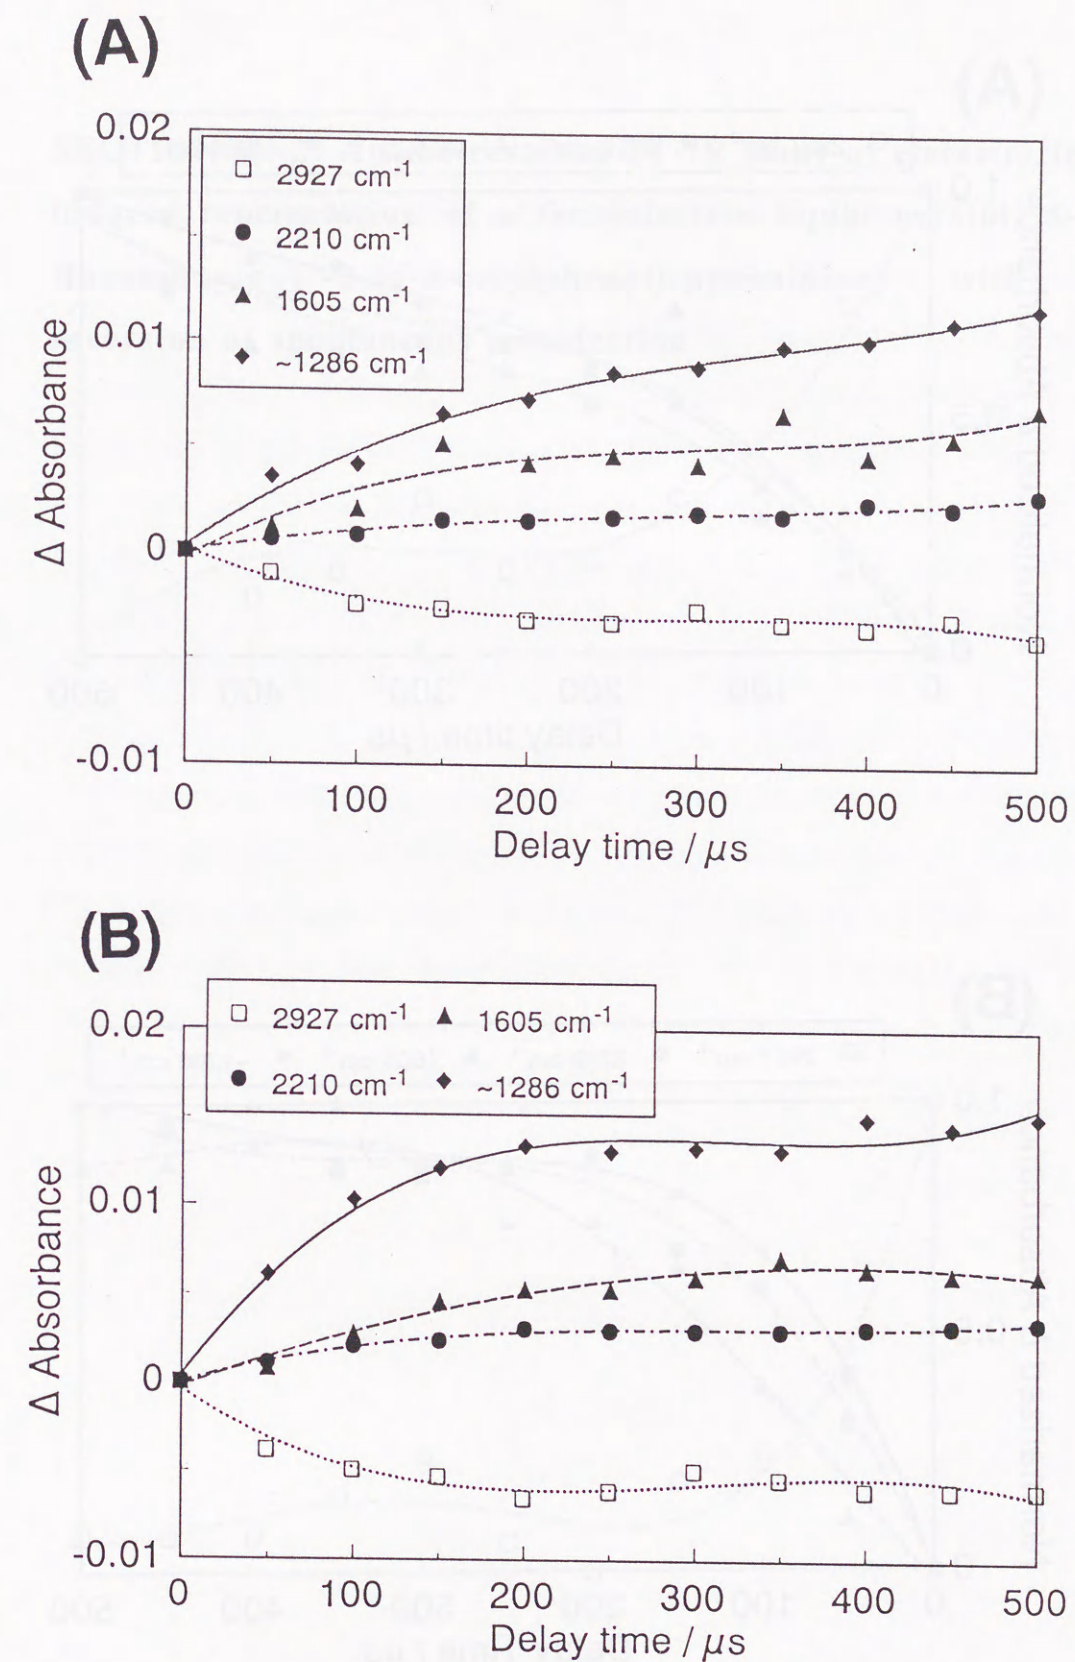 (A)
0.02
□ 2927 cm⁻¹
● 2210 cm⁻¹
▲ 1605 cm⁻¹
◆ ~1286 cm⁻¹
0.01
Δ Absorbance
0
-0.01
0 100 200 300 400 500
Delay time / μs
(B)
□ 2927 cm⁻¹ ▲ 1605 cm⁻¹
0.02
● 2210 cm⁻¹ ◆ ~1286 cm⁻¹
0.01
Δ Absorbance
0
-0.01
0 100 200 300 400 500
Delay time / μs